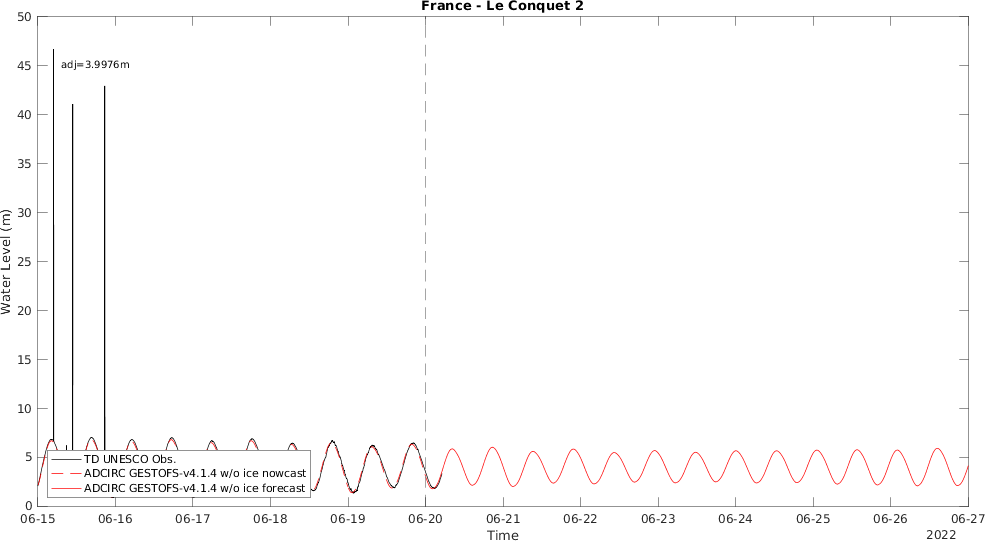 France - Le Conquet 2
50
45
40
35
30
25
20
15
10
5
0
Water Level (m)
adj=3.9976m
TD UNESCO Obs.
ADCIRC GESTOFS-v4.1.4 w/o ice nowcast
ADCIRC GESTOFS-v4.1.4 w/o ice forecast
06-15 06-16 06-17 06-18 06-19 06-20 06-21 06-22 06-23 06-24 06-25 06-26 06-27
Time
2022